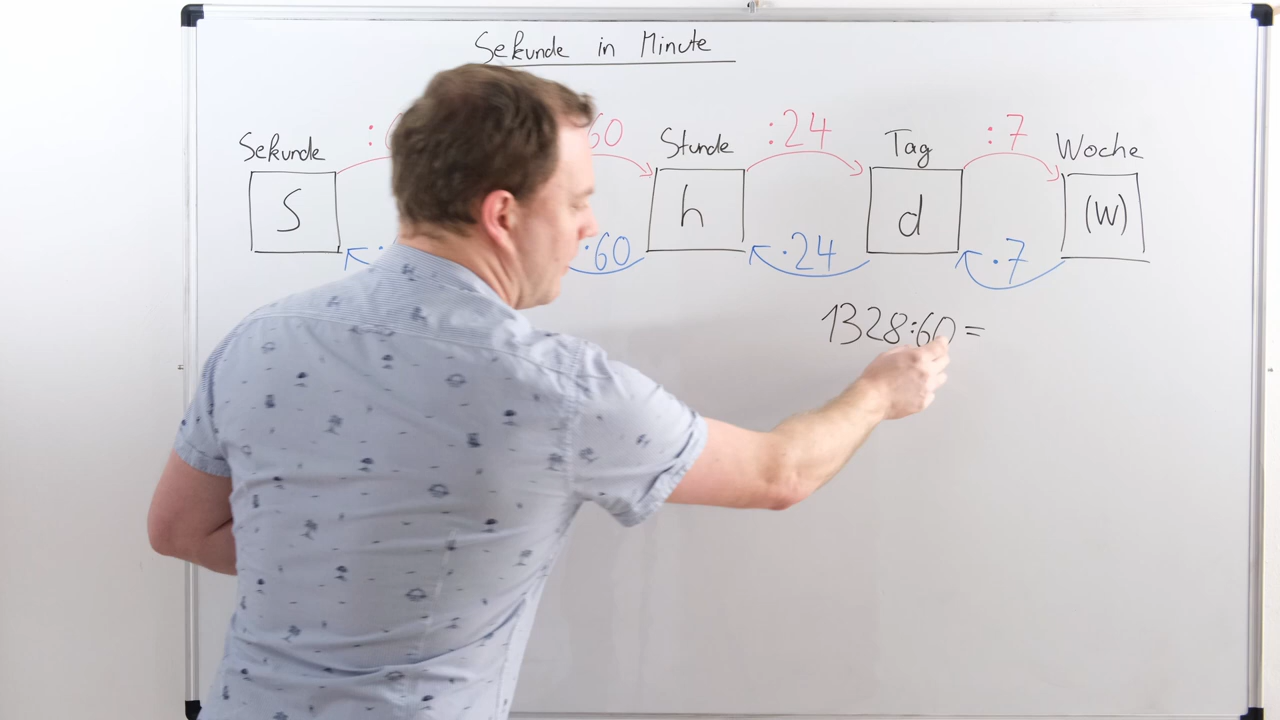 Sekunde in Minute
Sekunde
60
Stunde
:24
Tag
:7
Woche
S
h
d
(W)
·60
·24
·7
1328:60=